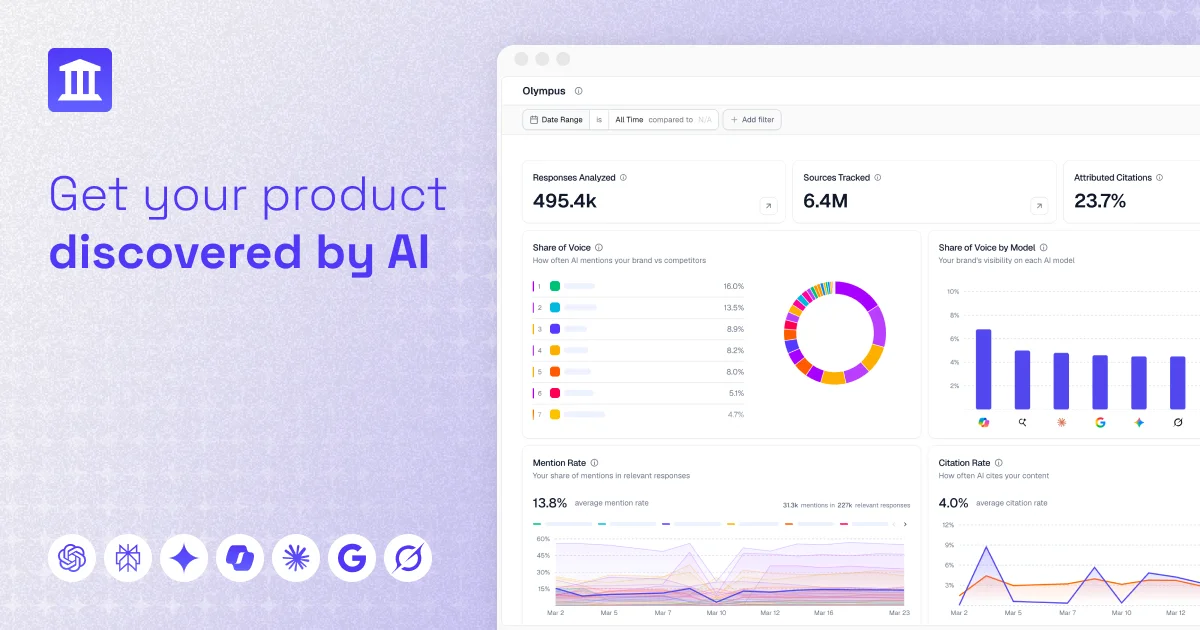 Get your product
discovered by AI
Olympus
Date Range is All Time compared to N/A Add filter
Responses Analyzed
495.4k
Sources Tracked
6.4M
Attributed Citations
23.7%
Share of Voice
How often AI mentions your brand vs competitors
1 16.0%
2 13.5%
3 8.9%
4 8.2%
5 8.0%
6 5.1%
7 4.7%
Share of Voice by Model
Your brand's visibility on each AI model
10%
8%
6%
4%
2%
Mention Rate
Your share of mentions in relevant responses
13.8% average mention rate
31.3k mentions in 227k relevant responses
60%
45%
30%
15%
Mar 2 Mar 5 Mar 7 Mar 10 Mar 12 Mar 16 Mar 23
Citation Rate
How often AI cites your content
4.0% average citation rate
12%
9%
6%
3%
Mar 2 Mar 5 Mar 7 Mar 10 Mar 12